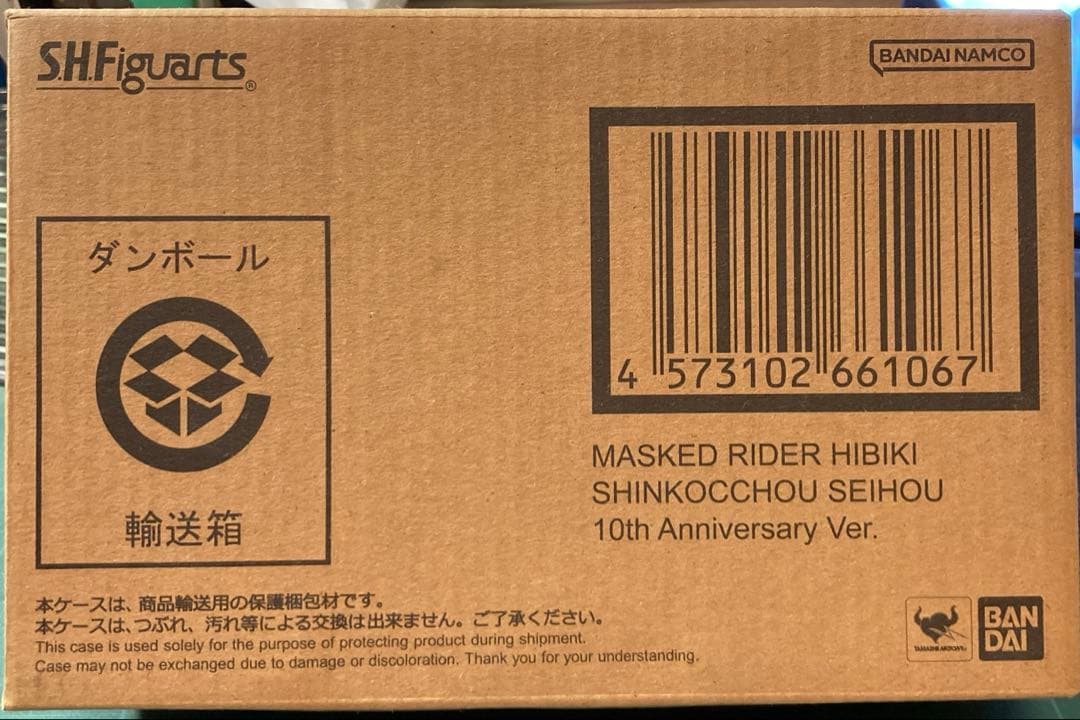 S.H.Figuarts®
BANDAI NAMCO
ダンボール
輸送箱
4 573102 661067
MASKED RIDER HIBIKI
SHINKOCCHOU SEIHOU
10th Anniversary Ver.
本ケースは、商品輸送用の保護梱包材です。
本ケースは、つぶれ、汚れ等による交換は出来ません。ご了承ください。
This case is used solely for the purpose of protecting product during shipment.
Case may not be exchanged due to damage or discoloration. Thank you for your understanding.
BAN
DAI